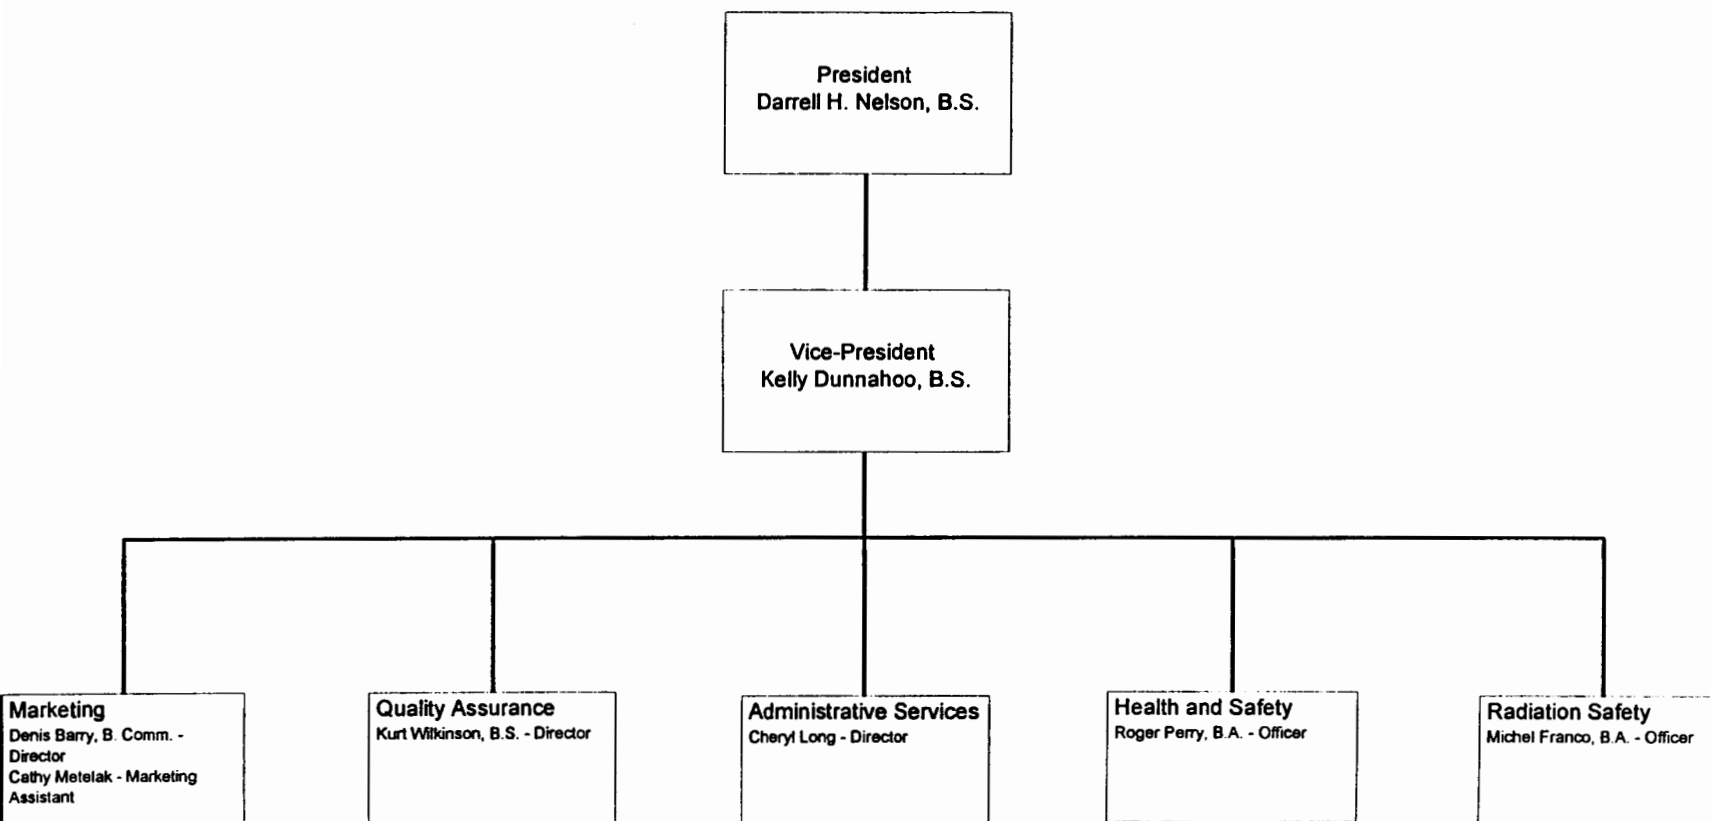 President
Darrell H. Nelson, B.S.
Vice-President
Kelly Dunnahoo, B.S.
Marketing
Denis Barry, B. Comm. -
Director
Cathy Metelak - Marketing
Assistant
Quality Assurance
Kurt Wilkinson, B.S. - Director
Administrative Services
Cheryl Long - Director
Health and Safety
Roger Perry, B.A. - Officer
Radiation Safety
Michel Franco, B.A. - Officer